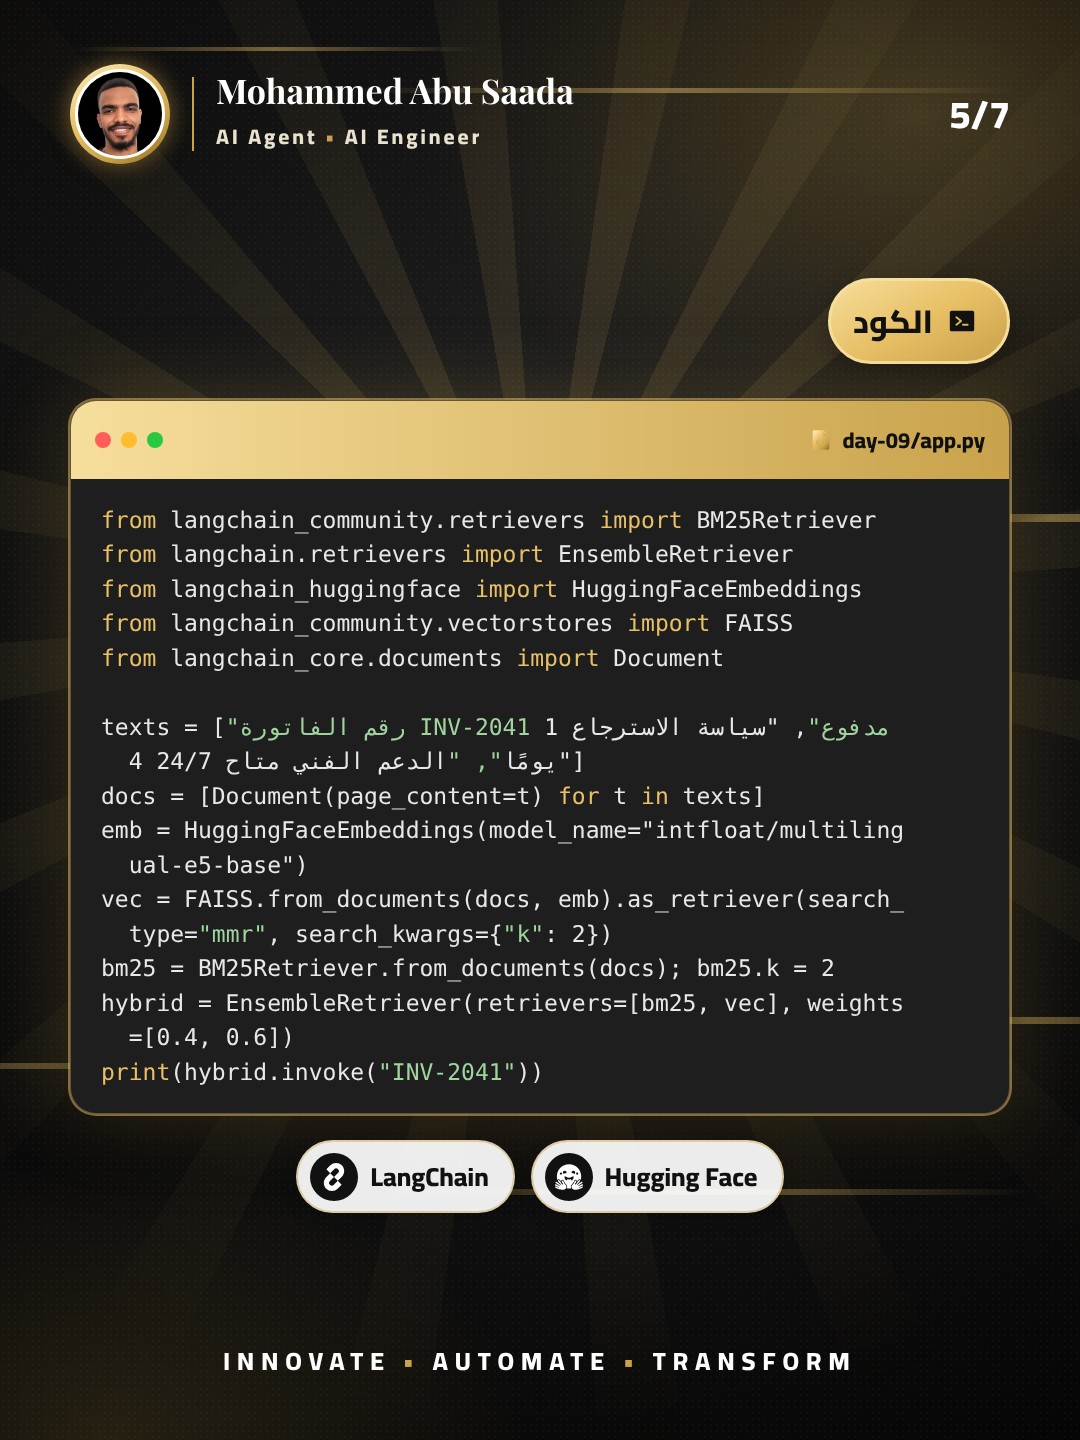 Mohammed Abu Saada
AI Agent ▪ AI Engineer
5/7
الكود
day-09/app.py
from langchain_community.retrievers import BM25Retriever
from langchain.retrievers import EnsembleRetriever
from langchain_huggingface import HuggingFaceEmbeddings
from langchain_community.vectorstores import FAISS
from langchain_core.documents import Document
texts = ["رقم الفاتورة INV-2041 مدفوع", "سياسة الاسترجاع 1
4 يومًا", "الدعم الفني متاح 24/7"]
docs = [Document(page_content=t) for t in texts]
emb = HuggingFaceEmbeddings(model_name="intfloat/multiling
ual-e5-base")
vec = FAISS.from_documents(docs, emb).as_retriever(search_
type="mmr", search_kwargs={"k": 2})
bm25 = BM25Retriever.from_documents(docs); bm25.k = 2
hybrid = EnsembleRetriever(retrievers=[bm25, vec], weights
=[0.4, 0.6])
print(hybrid.invoke("INV-2041"))
LangChain
Hugging Face
INNOVATE ▪ AUTOMATE ▪ TRANSFORM